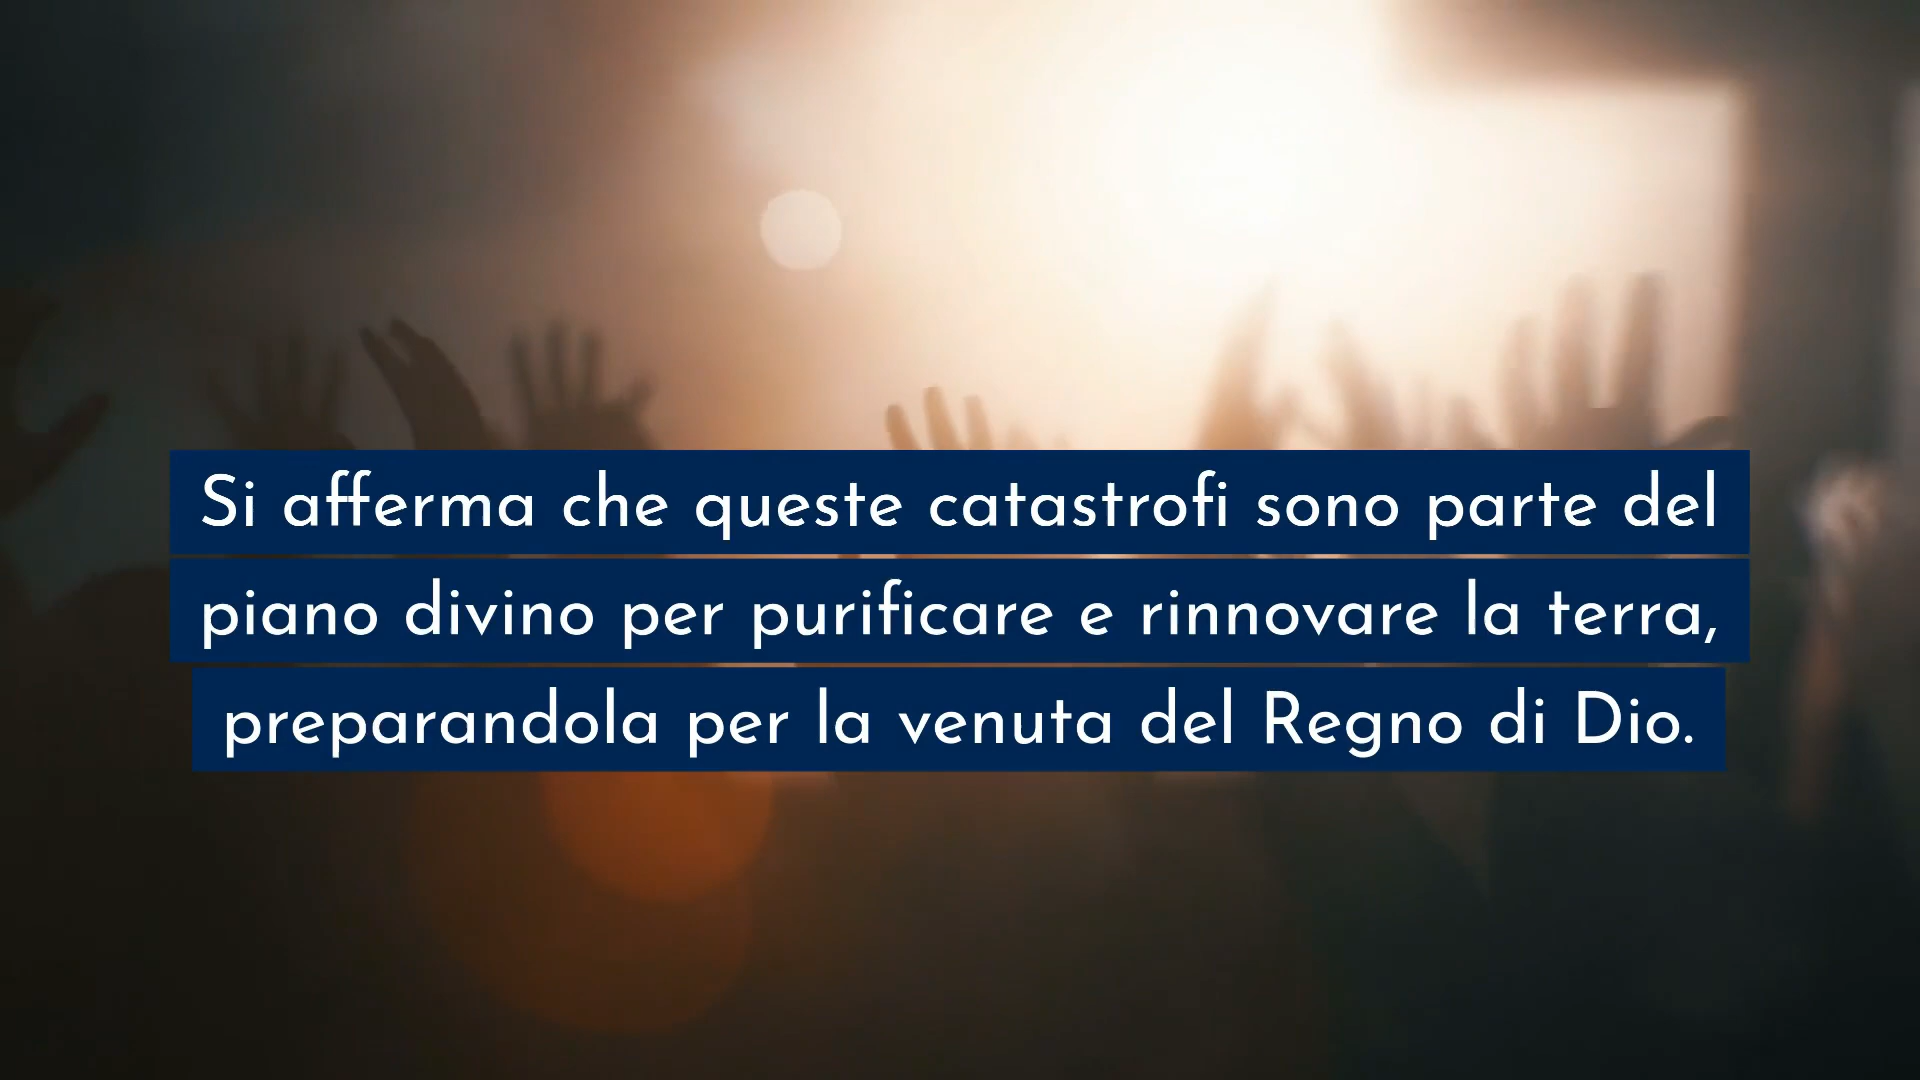 Si afferma che queste catastrofi sono parte del
piano divino per purificare e rinnovare la terra,
preparandola per la venuta del Regno di Dio.